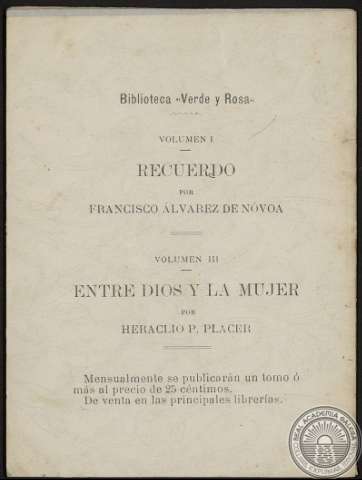 Biblioteca «Verde y Rosa»
VOLUMEN I
RECUERDO
POR
FRANCISCO ÁLVAREZ DE NÓVOA
VOLUMEN III
ENTRE DIOS Y LA MUJER
POR
HERACLIO P. PLACER
Mensualmente se publicarán un tomo ó
más al precio de 25 céntimos.
De venta en las principales librerías.
REAL ACADEMIA GALEGA